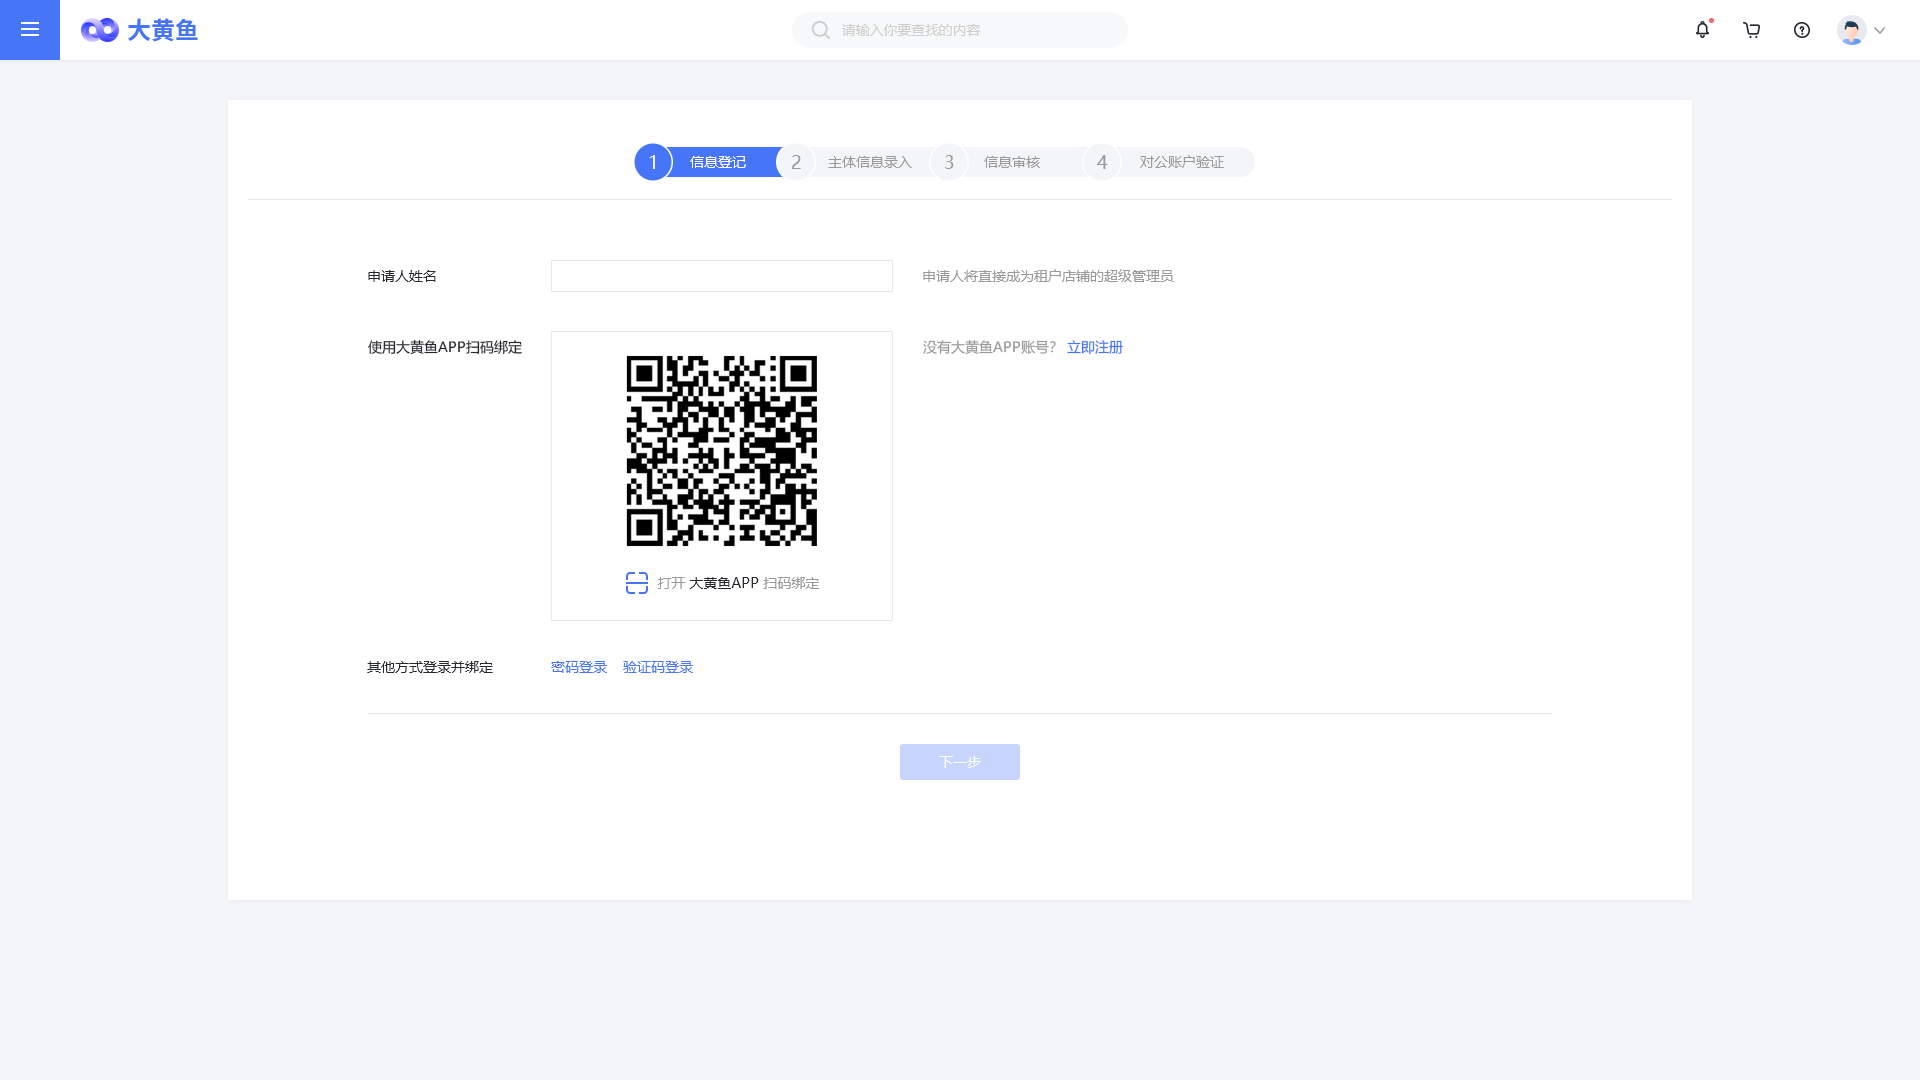 大黄鱼
请输入你要查找的内容
1 信息登记 2 主体信息录入 3 信息审核 4 对公账户验证
申请人姓名 申请人将直接成为租户店铺的超级管理员
使用大黄鱼APP扫码绑定 没有大黄鱼APP账号? 立即注册
打开 大黄鱼APP 扫码绑定
其他方式登录并绑定 密码登录 验证码登录
下一步